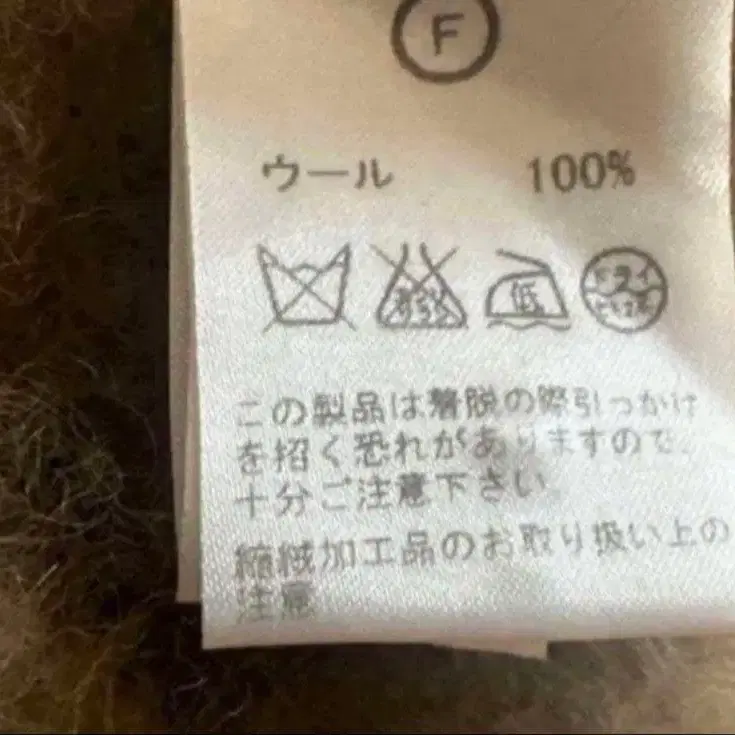 F
ウール 100%
低
ドライ
この製品は着脱の際引っかけ
を招く恐れがありますので、
十分ご注意下さい
縮絨加工品のお取り扱い上の
注意